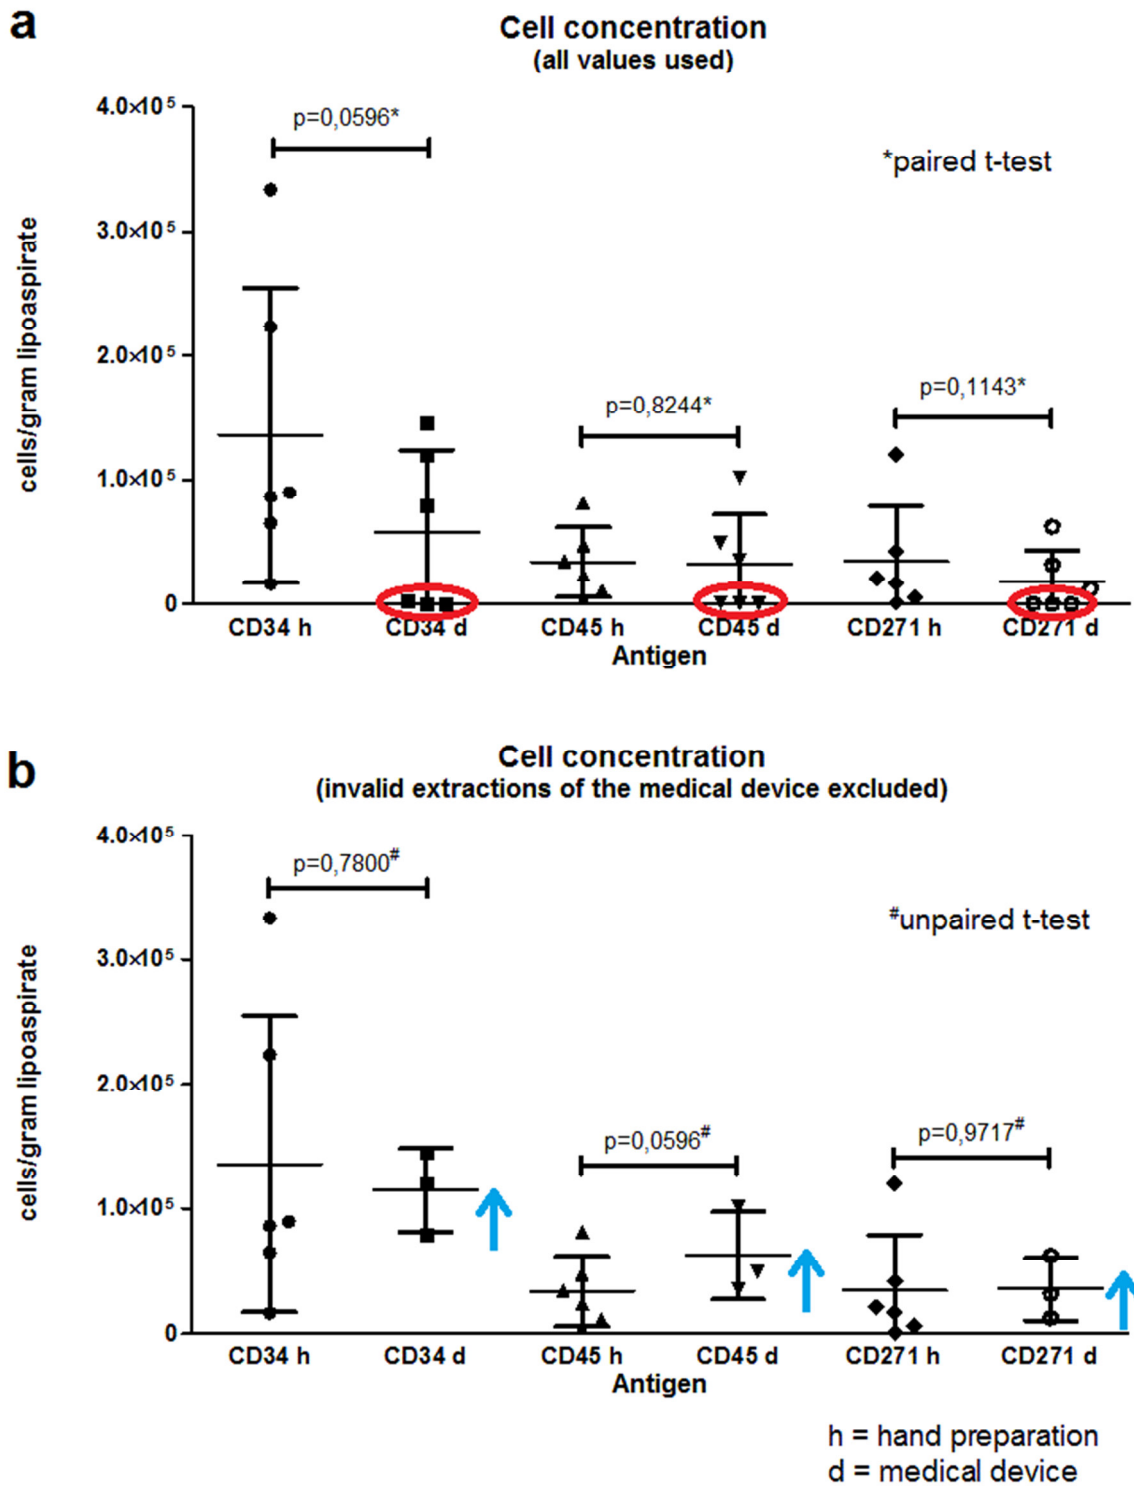 a
Cell concentration
(all values used)
4.0×10⁵
p=0,0596*
*paired t-test
3.0×10⁵
cells/gram lipoaspirate
2.0×10⁵
p=0,1143*
p=0,8244*
1.0×10⁵
0
CD34 h CD34 d CD45 h CD45 d CD271 h CD271 d
Antigen
b
Cell concentration
(invalid extractions of the medical device excluded)
4.0×10⁵
p=0,7800#
#unpaired t-test
3.0×10⁵
cells/gram lipoaspirate
2.0×10⁵
p=0,0596#
p=0,9717#
1.0×10⁵
0
CD34 h CD34 d CD45 h CD45 d CD271 h CD271 d
Antigen
h = hand preparation
d = medical device